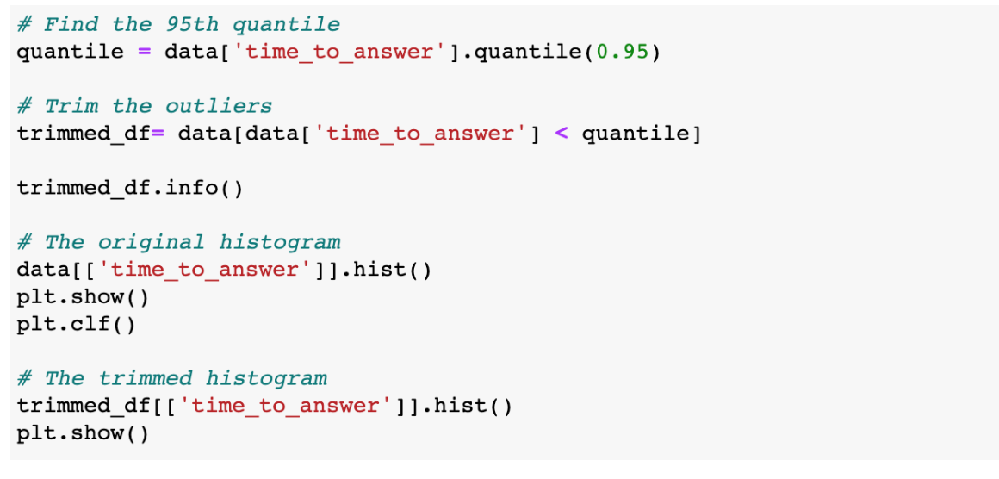 # Find the 95th quantile
quantile = data['time_to_answer'].quantile(0.95)
# Trim the outliers
trimmed_df= data[data['time_to_answer'] < quantile]
trimmed_df.info()
# The original histogram
data[['time_to_answer']].hist()
plt.show()
plt.clf()
# The trimmed histogram
trimmed_df[['time_to_answer']].hist()
plt.show()